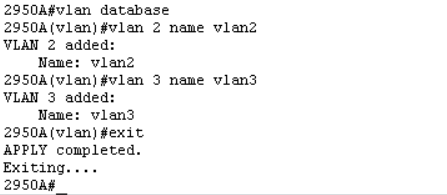 2950A#vlan database
2950A(vlan)#vlan 2 name vlan2
VLAN 2 added:
    Name: vlan2
2950A(vlan)#vlan 3 name vlan3
VLAN 3 added:
    Name: vlan3
2950A(vlan)#exit
APPLY completed.
Exiting....
2950A#_